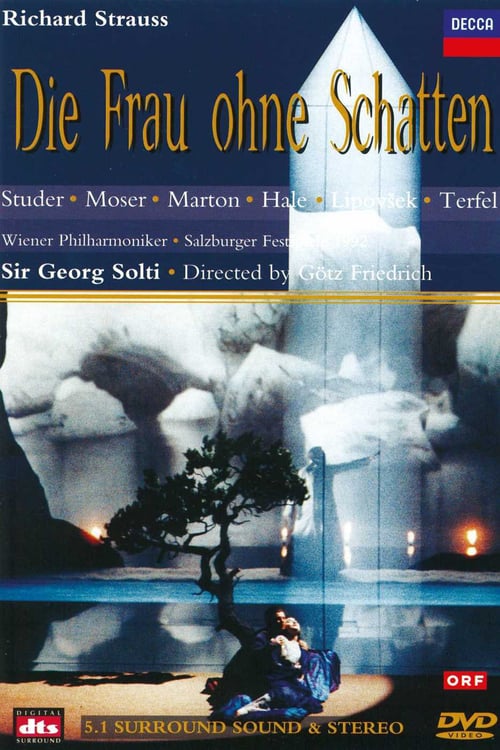 Richard Strauss
DECCA
Die Frau ohne Schatten
Studer • Moser • Marton • Hale • Lipovšek • Terfel
Wiener Philharmoniker • Salzburger Festspiele 1992
Sir Georg Solti • Directed by Götz Friedrich
ORF
DIGITAL
dts
SURROUND
5.1 SURROUND SOUND & STEREO
DVD
VIDEO